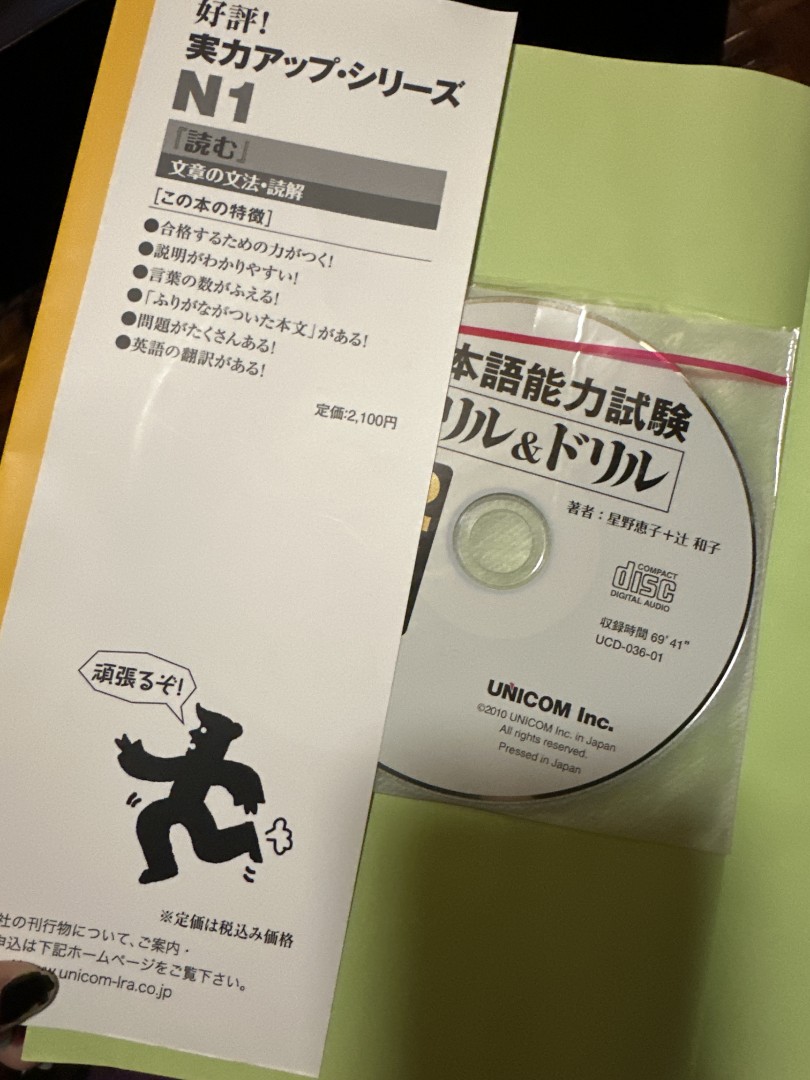 好評!
実力アップ・シリーズ
N1
『読む』
文章の文法・読解
[この本の特徴]
●合格するための力がつく!
●説明がわかりやすい!
●言葉の数がふえる!
●「ふりがながついた本文」がある!
●問題がたくさんある!
●英語の翻訳がある!
定価:2,100円
頑張るぞ!
※定価は税込み価格
社の刊行物について、ご案内・
申込は下記ホームページをご覧下さい。
www.unicom-lra.co.jp
本語能力試験
リル&ドリル
著者:星野恵子+辻 和子
COMPACT
disc
DIGITAL AUDIO
収録時間 69'41"
UCD-036-01
UNICOM Inc.
©2010 UNICOM Inc. in Japan
All rights reserved.
Pressed in Japan